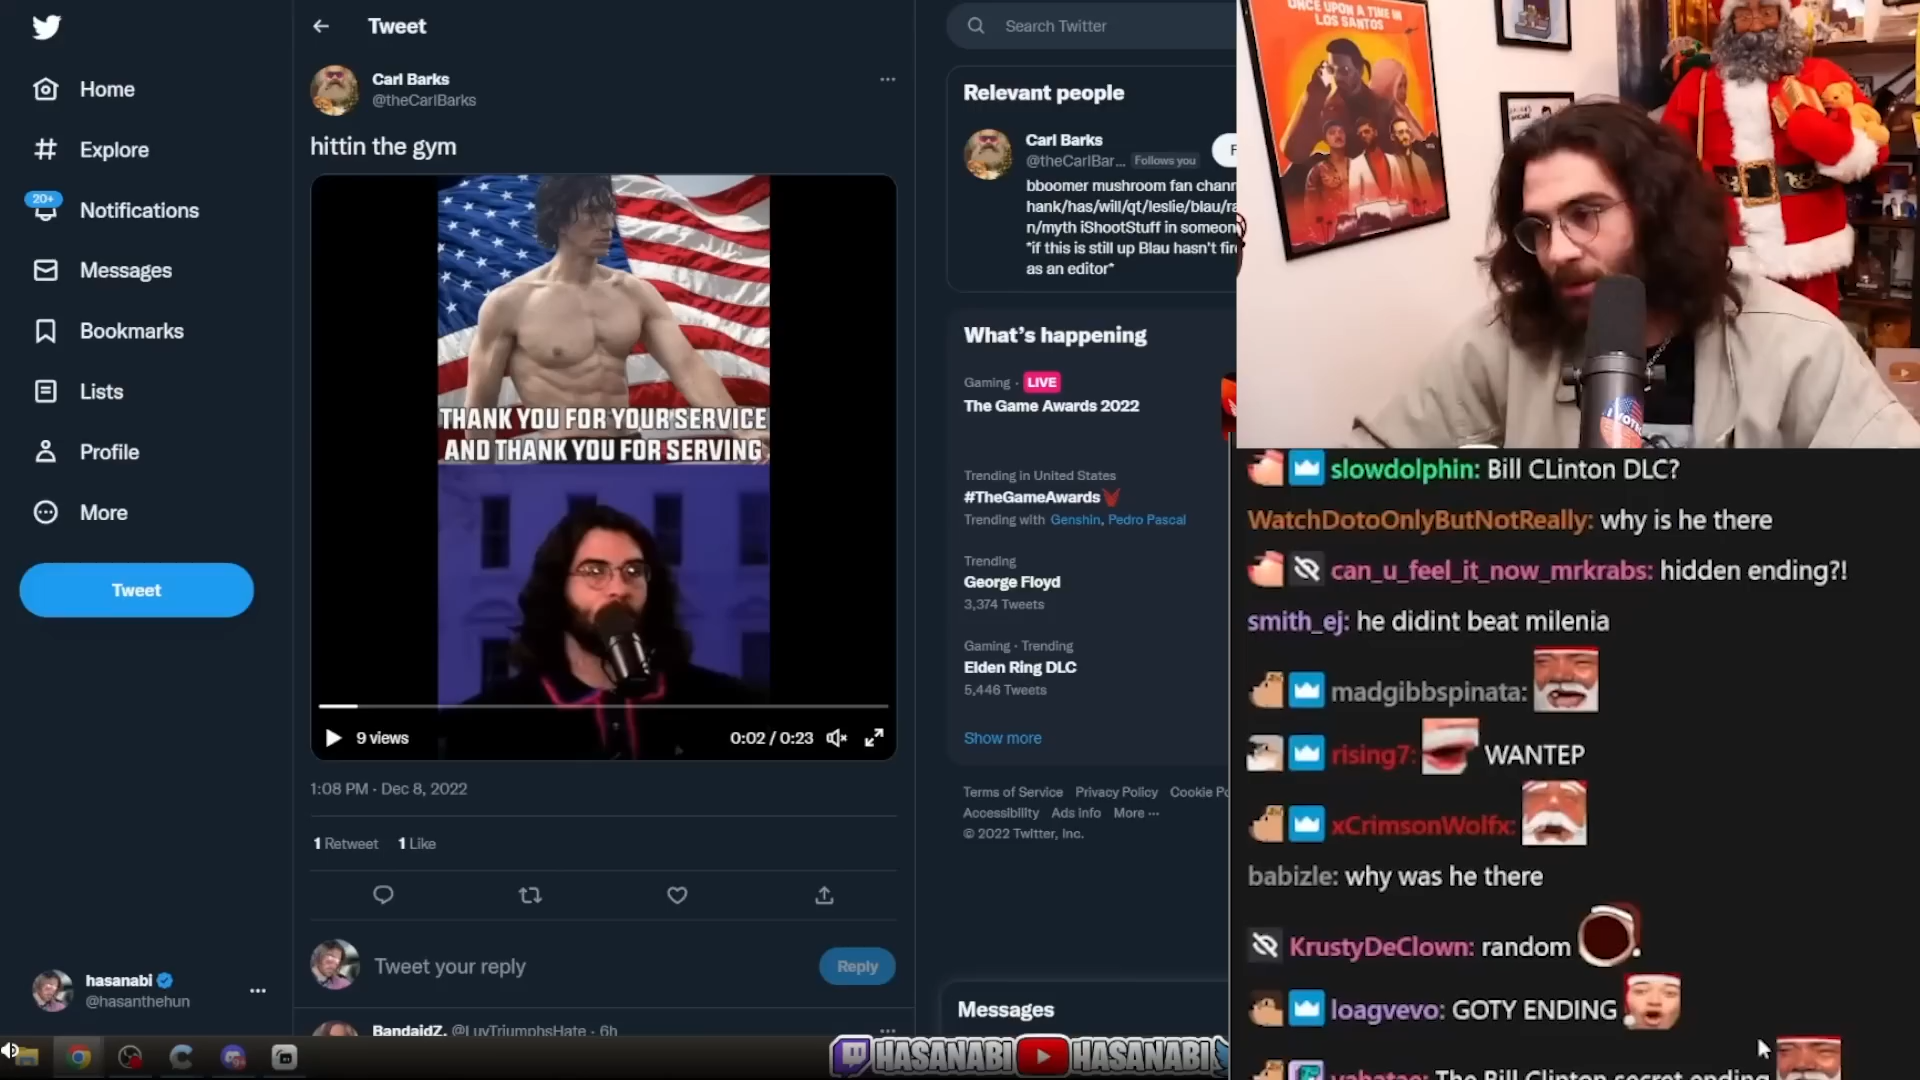 Home
Explore
20+
Notifications
Messages
Bookmarks
Lists
Profile
More
Tweet
hasanabi
@hasanthehun
Tweet
Carl Barks
@theCarlBarks
hittin the gym
THANK YOU FOR YOUR SERVICE
AND THANK YOU FOR SERVING
9 views
0:02 / 0:23
1:08 PM · Dec 8, 2022
1 Retweet 1 Like
Tweet your reply
Reply
BandaidZ. @LuvTriumphsHate · 6h
Search Twitter
Relevant people
Carl Barks
@theCarlBar... Follows you
bboomer mushroom fan
hank/has/will/qt/leslie/blau/
n/myth iShootStuff in
*if this is still up Blau hasn't
as an editor*
What's happening
Gaming · LIVE
The Game Awards 2022
Trending in United States
#TheGameAwards
Trending with Genshin, Pedro Pascal
Trending
George Floyd
3,374 Tweets
Gaming · Trending
Elden Ring DLC
5,446 Tweets
Show more
Terms of Service Privacy Policy Cookie
Accessibility Ads info More ···
© 2022 Twitter, Inc.
Messages
HASANABI HASANABI
ONCE UPON A TIME IN
LOS SANTOS
slowdolphin: Bill CLinton DLC?
WatchDotoOnlyButNotReally: why is he there
can_u_feel_it_now_mrkrabs: hidden ending?!
smith_ej: he didint beat milenia
madgibbspinata:
rising7: WANTEP
xCrimsonWolfx:
babizle: why was he there
KrustyDeClown: random
loagvevo: GOTY ENDING
The Bill Clinton secret ending